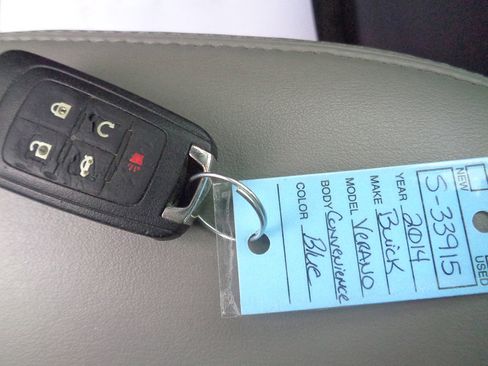 NEW
USED
S-33915
YEAR 2014
MAKE Buick
MODEL VERANO
BODY Convenience
COLOR Blue